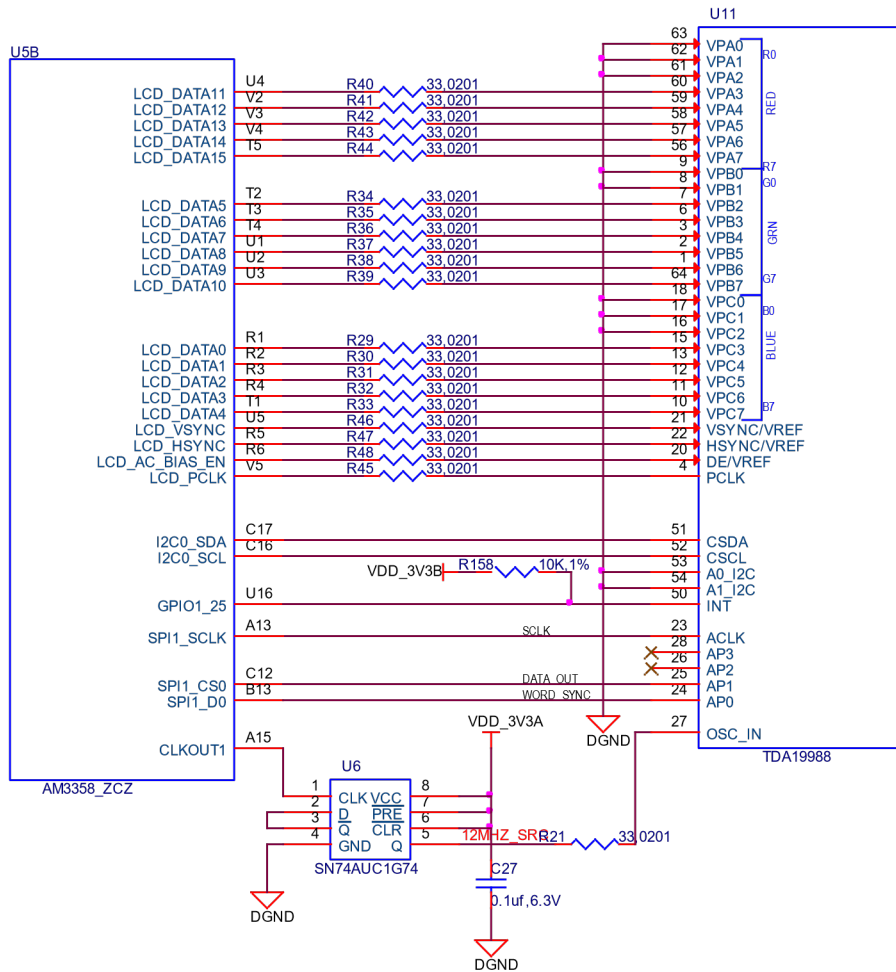 U11
U5B
63 VPA0
62 VPA1 R0
61 VPA2
LCD_DATA11 U4 R40 33,0201 60 VPA3
LCD_DATA12 V2 R41 33,0201 59 VPA4 RED
LCD_DATA13 V3 R42 33,0201 58 VPA5
LCD_DATA14 V4 R43 33,0201 57 VPA6
LCD_DATA15 T5 R44 33,0201 56 VPA7
9 VPB0 R7
8 VPB1 G0
LCD_DATA5 T2 R34 33,0201 7 VPB2
LCD_DATA6 T3 R35 33,0201 6 VPB3
LCD_DATA7 T4 R36 33,0201 3 VPB4 GRN
LCD_DATA8 U1 R37 33,0201 2 VPB5
LCD_DATA9 U2 R38 33,0201 1 VPB6
LCD_DATA10 U3 R39 33,0201 64 VPB7 G7
18 VPC0
17 VPC1 B0
16 VPC2
LCD_DATA0 R1 R29 33,0201 15 VPC3 BLUE
LCD_DATA1 R2 R30 33,0201 13 VPC4
LCD_DATA2 R3 R31 33,0201 12 VPC5
LCD_DATA3 R4 R32 33,0201 11 VPC6
LCD_DATA4 T1 R33 33,0201 10 VPC7 B7
LCD_VSYNC U5 R46 33,0201 21 VSYNC/VREF
LCD_HSYNC R5 R47 33,0201 22 HSYNC/VREF
LCD_AC_BIAS_EN R6 R48 33,0201 20 DE/VREF
LCD_PCLK V5 R45 33,0201 4 PCLK
I2C0_SDA C17 51 CSDA
I2C0_SCL C16 52 CSCL
VDD_3V3B R158 10K,1% 53 A0_I2C
54 A1_I2C
GPIO1_25 U16 50 INT
SPI1_SCLK A13 SCLK 23 ACLK
28 AP3
26 AP2
SPI1_CS0 C12 DATA OUT 25 AP1
SPI1_D0 B13 WORD SYNC 24 AP0
VDD_3V3A
27 OSC_IN
DGND
CLKOUT1 A15
TDA19988
U6
AM3358_ZCZ
1 CLK VCC 8
2 D PRE 7
3 Q CLR 6
4 GND Q 5
12MHZ_SRC R21 33,0201
SN74AUC1G74
C27
0.1uf,6.3V
DGND
DGND